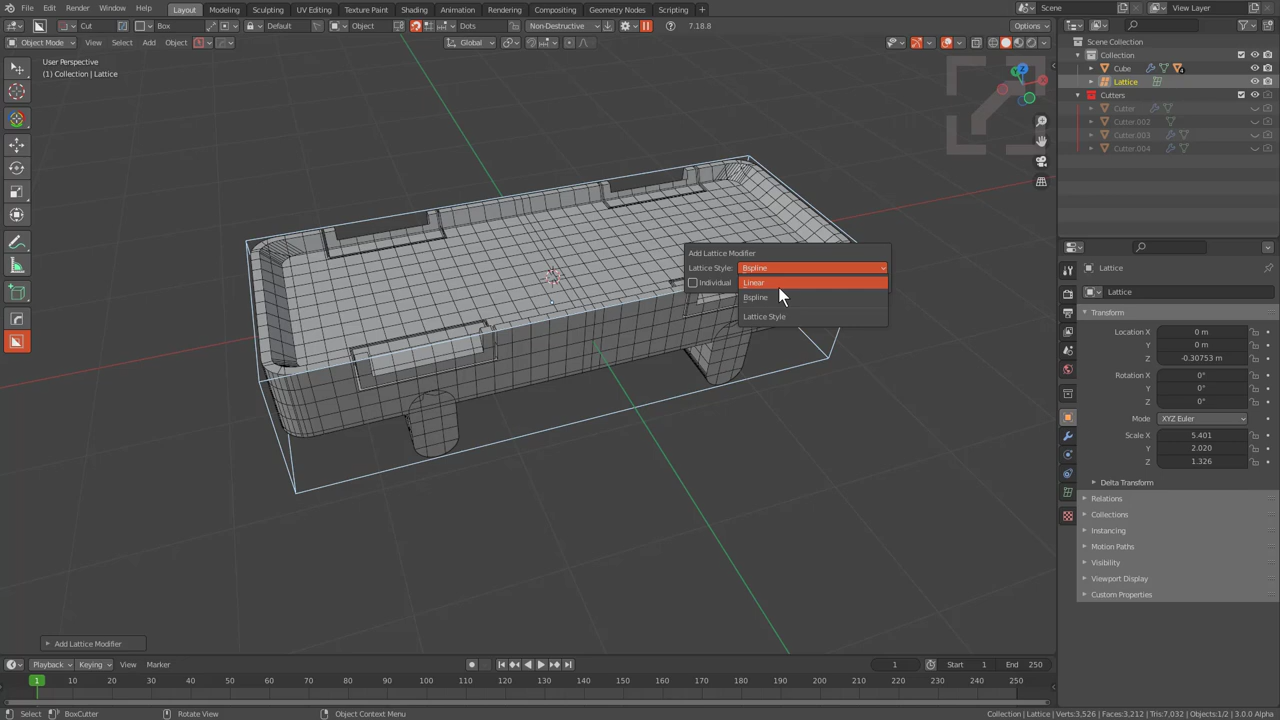 File Edit Render Window Help Layout Modeling Sculpting UV Editing Texture Paint Shading Animation Rendering Compositing Geometry Nodes Scripting + Scene View Layer
Cut Box Default Object Dots Non-Destructive 7.18.8 Options
Object Mode View Select Add Object Global
User Perspective
(1) Collection | Lattice
Scene Collection
Collection
Cube 4
Lattice
Cutters
Cutter
Cutter.002
Cutter.003
Cutter.004
Add Lattice Modifier
Lattice Style: Bspline
Individual
Linear
Bspline
Lattice Style
Lattice
Lattice
Transform
Location X 0 m
Y 0 m
Z -0.30753 m
Rotation X 0°
Y 0°
Z 0°
Mode XYZ Euler
Scale X 5.401
Y 2.020
Z 1.326
Delta Transform
Relations
Collections
Instancing
Motion Paths
Visibility
Viewport Display
Custom Properties
Add Lattice Modifier
Playback Keying View Marker 1 Start 1 End 250
1 10 20 30 40 50 60 70 80 90 100 110 120 130 140 150 160 170 180 190 200 210 220 230 240 250
Select BoxCutter Rotate View Object Context Menu Collection | Lattice Verts:3,526 | Faces:3,212 | Tris:7,032 | Objects:1/2 | 3.0.0 Alpha